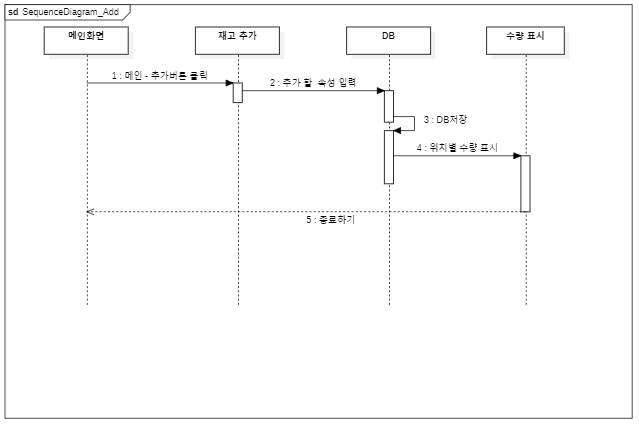 sd SequenceDiagram_Add
메인화면
재고 추가
DB
수량 표시
1 : 메인 - 추가버튼 클릭
2 : 추가 할 속성 입력
3 : DB저장
4 : 위치별 수량 표시
5 : 종료하기